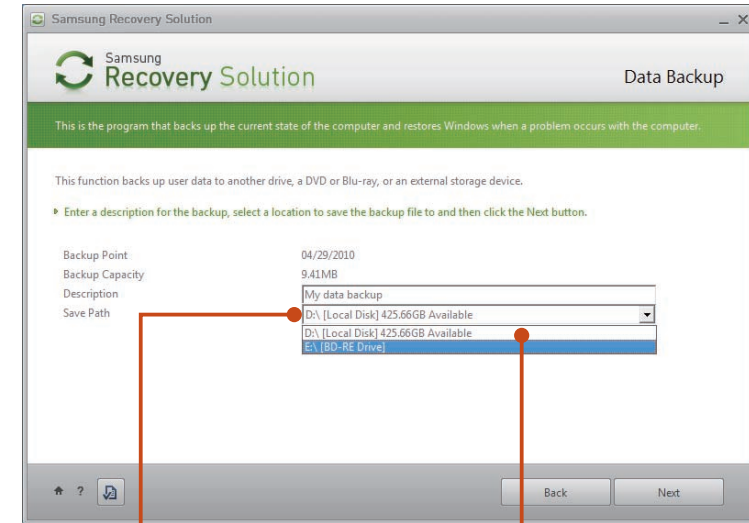 Samsung Recovery Solution
Samsung
Recovery Solution
Data Backup
This is the program that backs up the current state of the computer and restores Windows when a problem occurs with the computer.
This function backs up user data to another drive, a DVD or Blu-ray, or an external storage device.
Enter a description for the backup, select a location to save the backup file to and then click the Next button.
Backup Point 04/29/2010
Backup Capacity 9.41MB
Description My data backup
Save Path D:\ [Local Disk] 425.66GB Available
D:\ [Local Disk] 425.66GB Available
E:\ [BD-RE Drive]
? Back Next